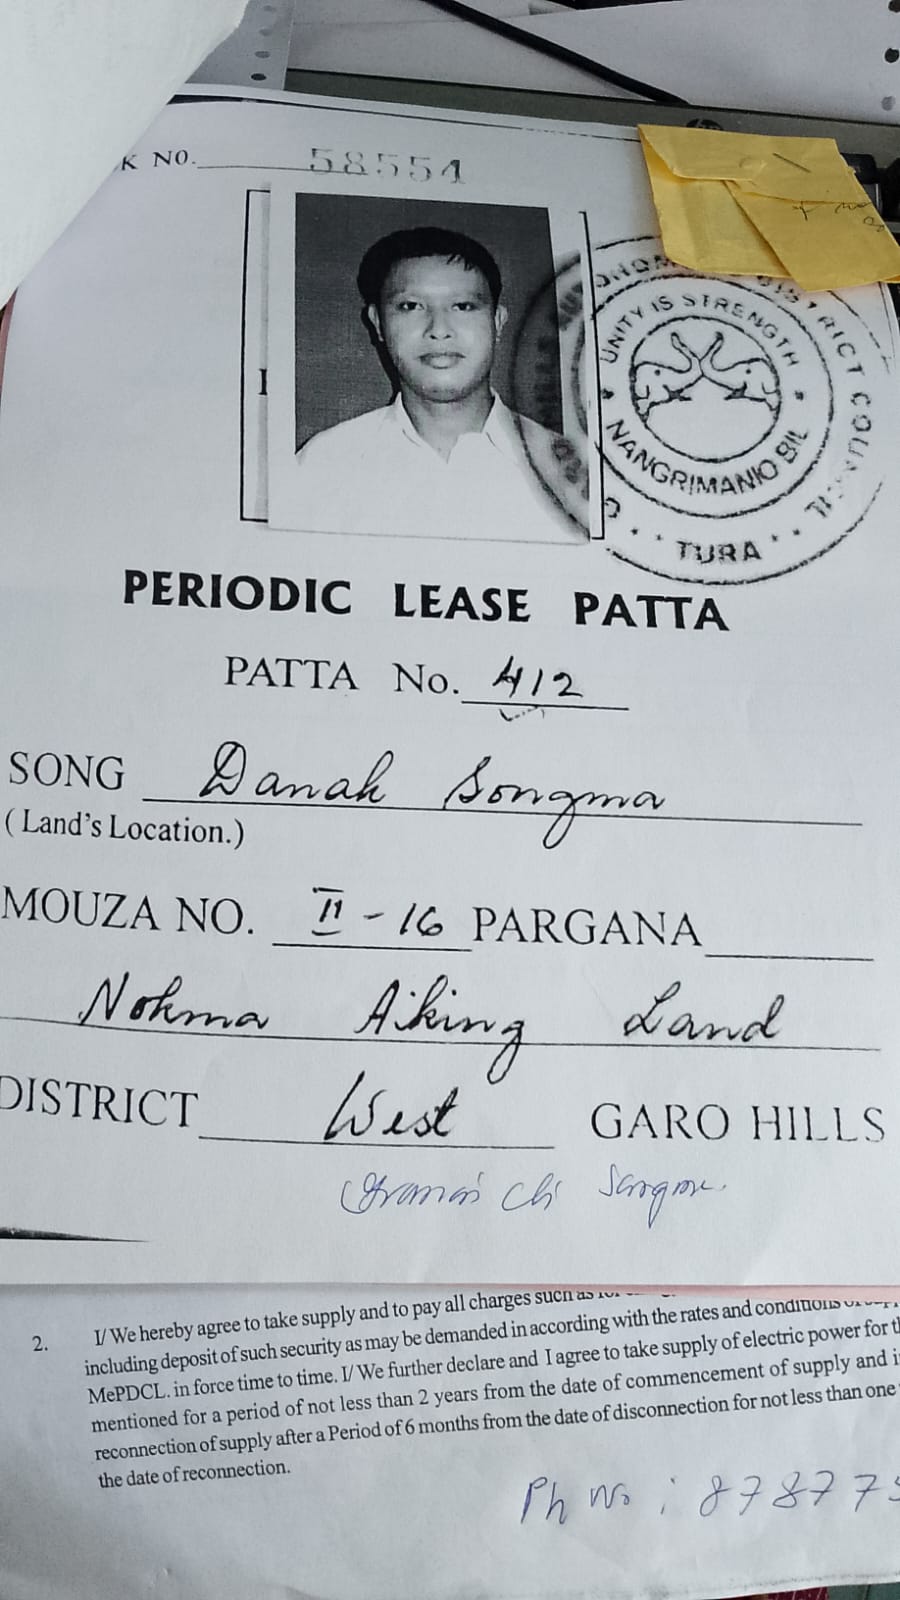 K NO. 58554
UNITY IS STRENGTH
NANGRIMANIO BIL
DISTRICT COUNCIL
TURA
PERIODIC LEASE PATTA
PATTA No. 412
SONG Danak Songma
(Land's Location.)
MOUZA NO. II - 16 PARGANA
Nokma Aiking Land
DISTRICT West GARO HILLS
2. I/ We hereby agree to take supply and to pay all charges such as
including deposit of such security as may be demanded in according with the rates and conditions
MePDCL. in force time to time. I/ We further declare and I agree to take supply of electric power for
mentioned for a period of not less than 2 years from the date of commencement of supply and
reconnection of supply after a Period of 6 months from the date of disconnection for not less than one
the date of reconnection.
Ph No : 878775